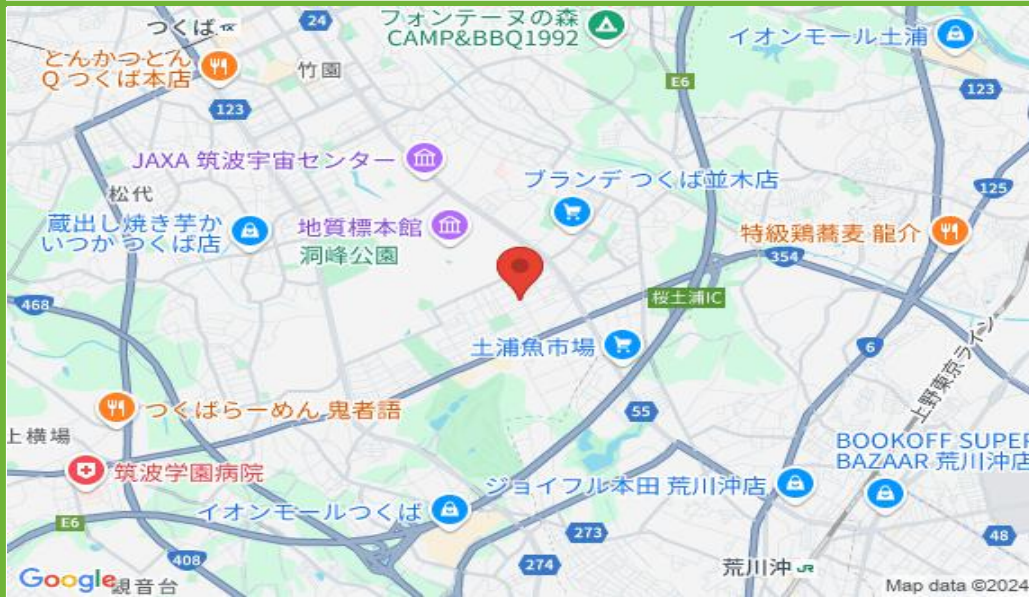 つくば TX
24
フォンテーヌの森
CAMP&BBQ1992
イオンモール土浦
とんかつとん
Q つくば本店
竹園
E6
123
123
JAXA 筑波宇宙センター
ブランデ つくば並木店
125
松代
蔵出し焼き芋か
いつか つくば店
地質標本館
洞峰公園
特級鶏蕎麦 龍介
354
468
桜土浦IC
土浦魚市場
6
上野東京ライン
つくばらーめん 鬼者語
55
上横場
筑波学園病院
BOOKOFF SUPER
BAZAAR 荒川沖店
ジョイフル本田 荒川沖店
イオンモールつくば
E6
273
48
408
274
荒川沖 JR
Google
観音台
Map data ©2024